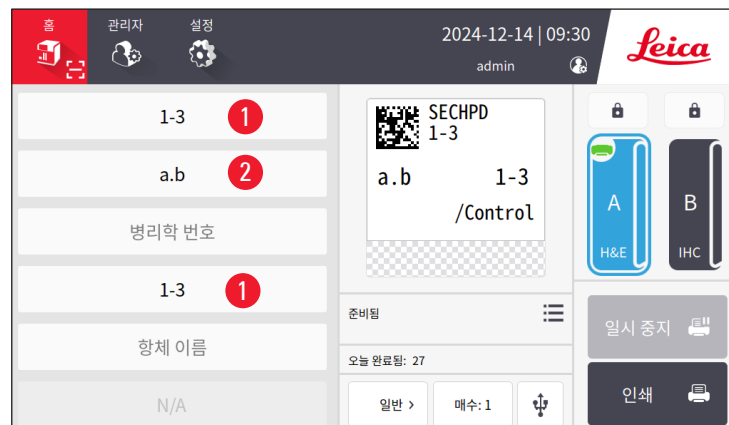 홈
관리자
설정
2024-12-14 | 09:30
admin
Leica
1-3
1
a.b
2
병리학 번호
1-3
1
항체 이름
N/A
SECHPD
1-3
a.b 1-3
/Control
준비됨
오늘 완료됨: 27
일반 >
매수: 1
A
H&E
B
IHC
일시 중지
인쇄